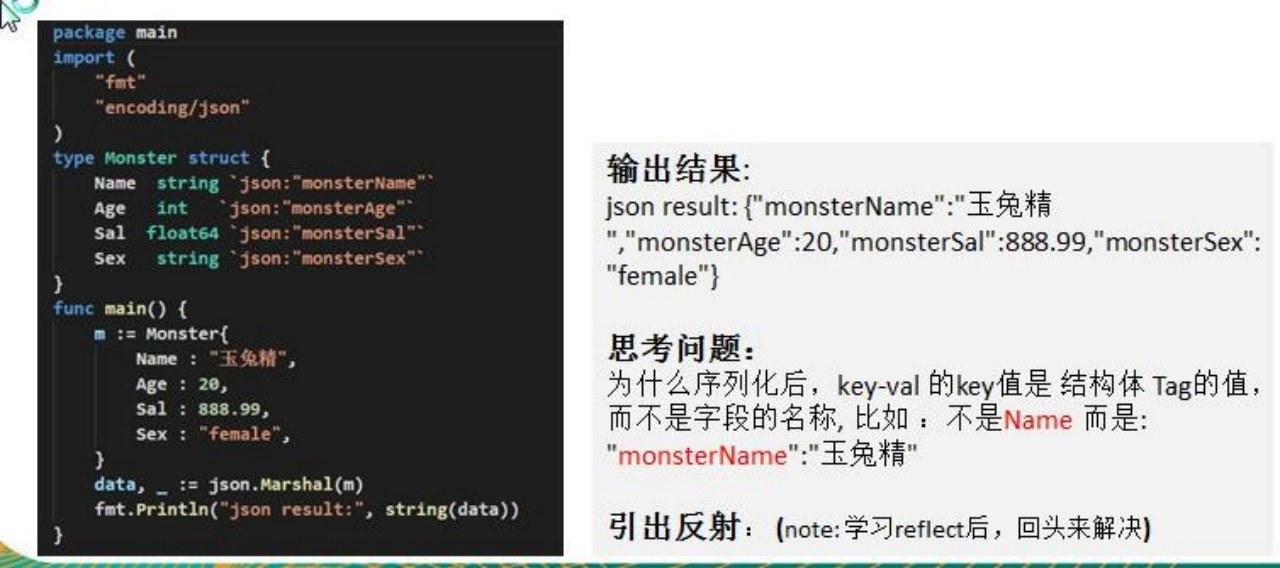 package main
import (
    "fmt"
    "encoding/json"
)
type Monster struct {
    Name  string `json:"monsterName"`
    Age   int   `json:"monsterAge"`
    Sal  float64 `json:"monsterSal"`
    Sex   string `json:"monsterSex"`
}
func main() {
    m := Monster{
        Name : "玉兔精",
        Age : 20,
        Sal : 888.99,
        Sex : "female",
    }
    data, _ := json.Marshal(m)
    fmt.Println("json result:", string(data))
}
输出结果:
json result: {"monsterName":"玉兔精
","monsterAge":20,"monsterSal":888.99,"monsterSex":
"female"}
思考问题：
为什么序列化后，key-val 的key值是 结构体 Tag的值，
而不是字段的名称, 比如 ：不是Name 而是:
"monsterName":"玉兔精"
引出反射：(note:学习reflect后，回头来解决)